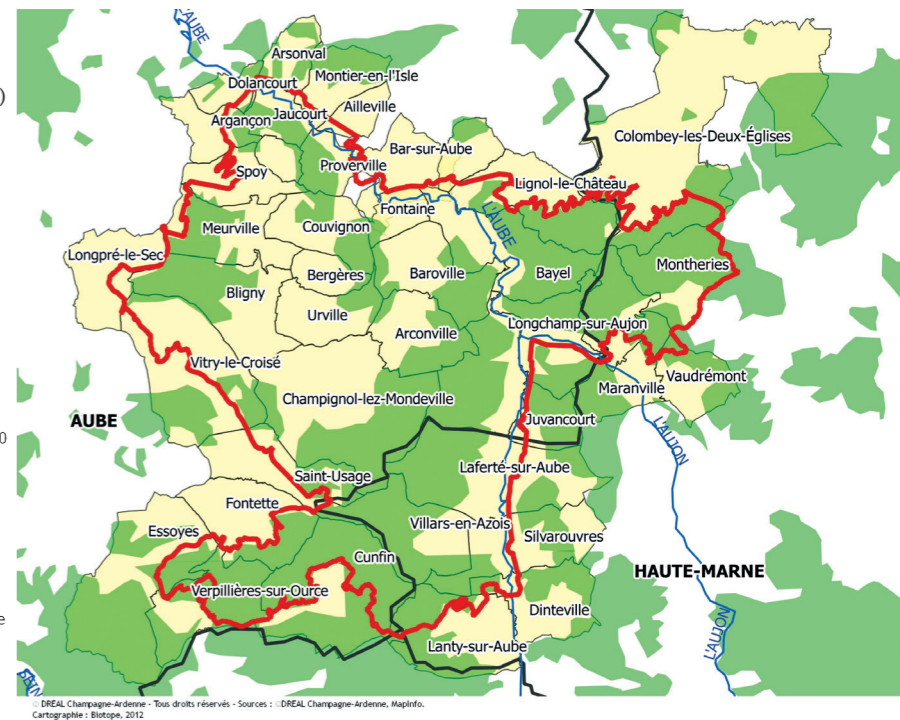 L'AUBE
Arsonval
Montier-en-l'Isle
Dolancourt
)
Ailleville
Jaucourt
Argançon
Colombey-les-Deux-Églises
Bar-sur-Aube
Proverville
Spoy
Lignol-le-Château
Fontaine
L'AUBE
Meurville
Couvignon
Longpré-le-Sec
Montheries
Bergères
Baroville
Bayel
Bligny
Urville
Longchamp-sur-Aujon
Arconville
Vitry-le-Croisé
Vaudrémont
Maranville
Champignol-lez-Mondeville
AUBE
Juvancourt
0
L'AUJON
Laferté-sur-Aube
Saint-Usage
Fontette
Villars-en-Azois
Essoyes
Silvarouvres
Cunfin
HAUTE-MARNE
Verpillières-sur-Ource
Dinteville
e
L'AUJON
Lanty-sur-Aube
© DREAL Champagne-Ardenne - Tous droits réservés - Sources : ©DREAL Champagne-Ardenne, MapInfo.
Cartographie : Biotope, 2012